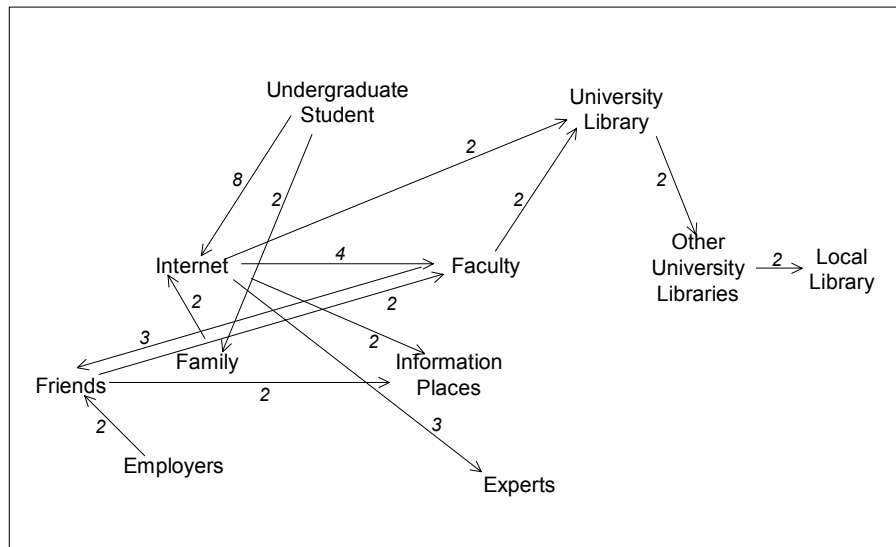 Undergraduate
Student
University
Library
2
8
2
2
2
Other
University
Libraries
2
Local
Library
Internet
4
Faculty
2
2
3
Family
2
Information
Places
Friends
2
2
3
Employers
Experts